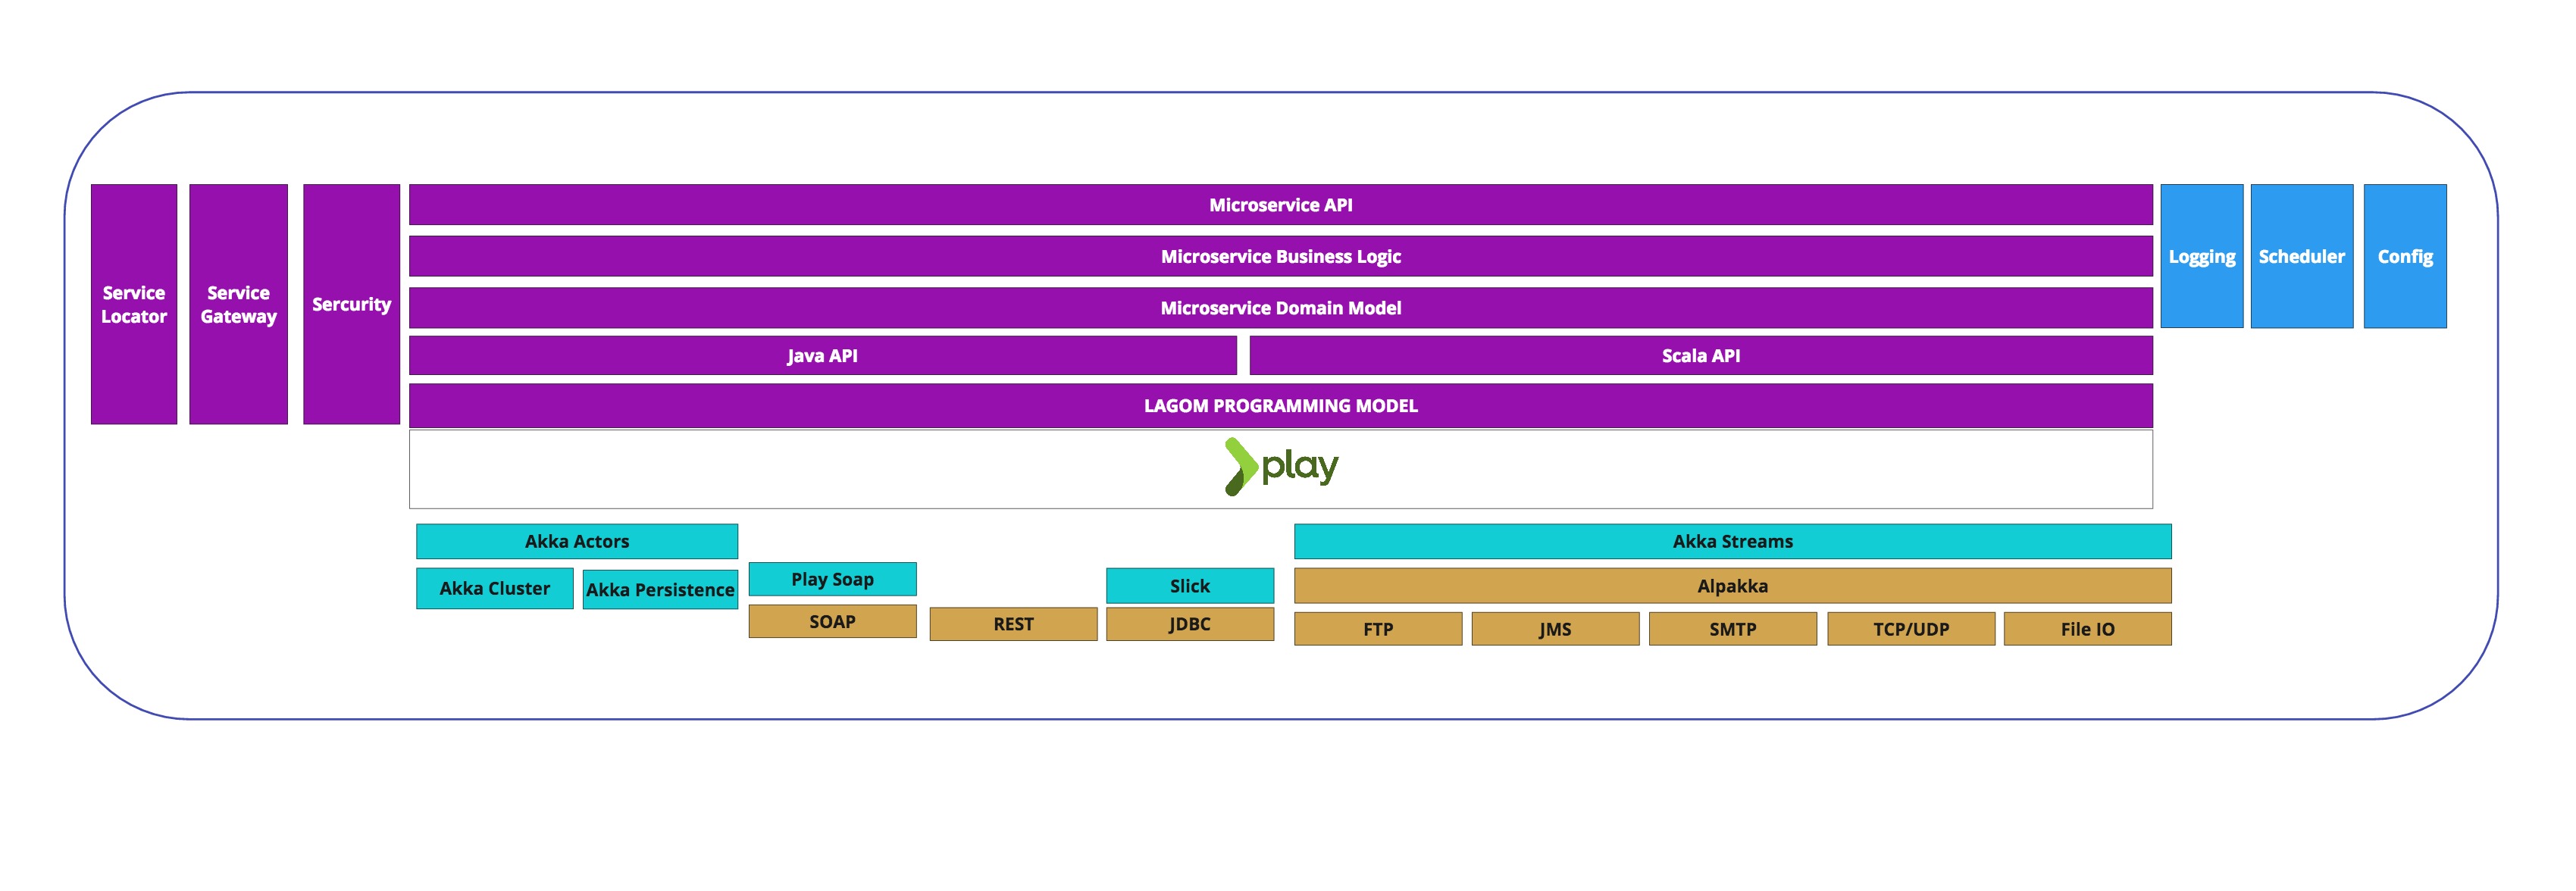 Service
Locator
Service
Gateway
Sercurity
Microservice API
Microservice Business Logic
Microservice Domain Model
Java API
Scala API
LAGOM PROGRAMMING MODEL
Logging
Scheduler
Config
play
Akka Actors
Akka Streams
Akka Cluster
Akka Persistence
Play Soap
Slick
Alpakka
SOAP
REST
JDBC
FTP
JMS
SMTP
TCP/UDP
File IO